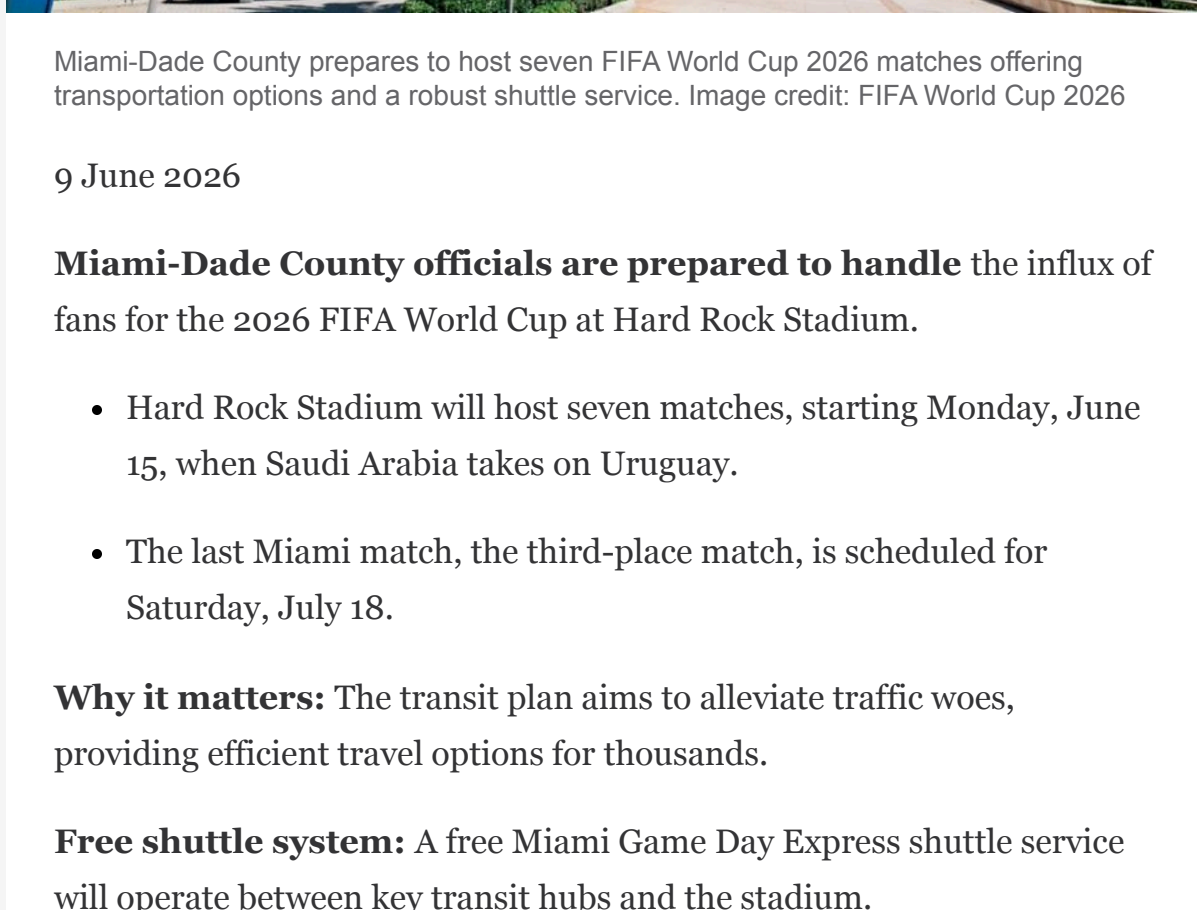 Miami-Dade County prepares to host seven FIFA World Cup 2026 matches offering
transportation options and a robust shuttle service. Image credit: FIFA World Cup 2026
9 June 2026
Miami-Dade County officials are prepared to handle the influx of
fans for the 2026 FIFA World Cup at Hard Rock Stadium.
• Hard Rock Stadium will host seven matches, starting Monday, June
15, when Saudi Arabia takes on Uruguay.
• The last Miami match, the third-place match, is scheduled for
Saturday, July 18.
Why it matters: The transit plan aims to alleviate traffic woes,
providing efficient travel options for thousands.
Free shuttle system: A free Miami Game Day Express shuttle service
will operate between key transit hubs and the stadium.